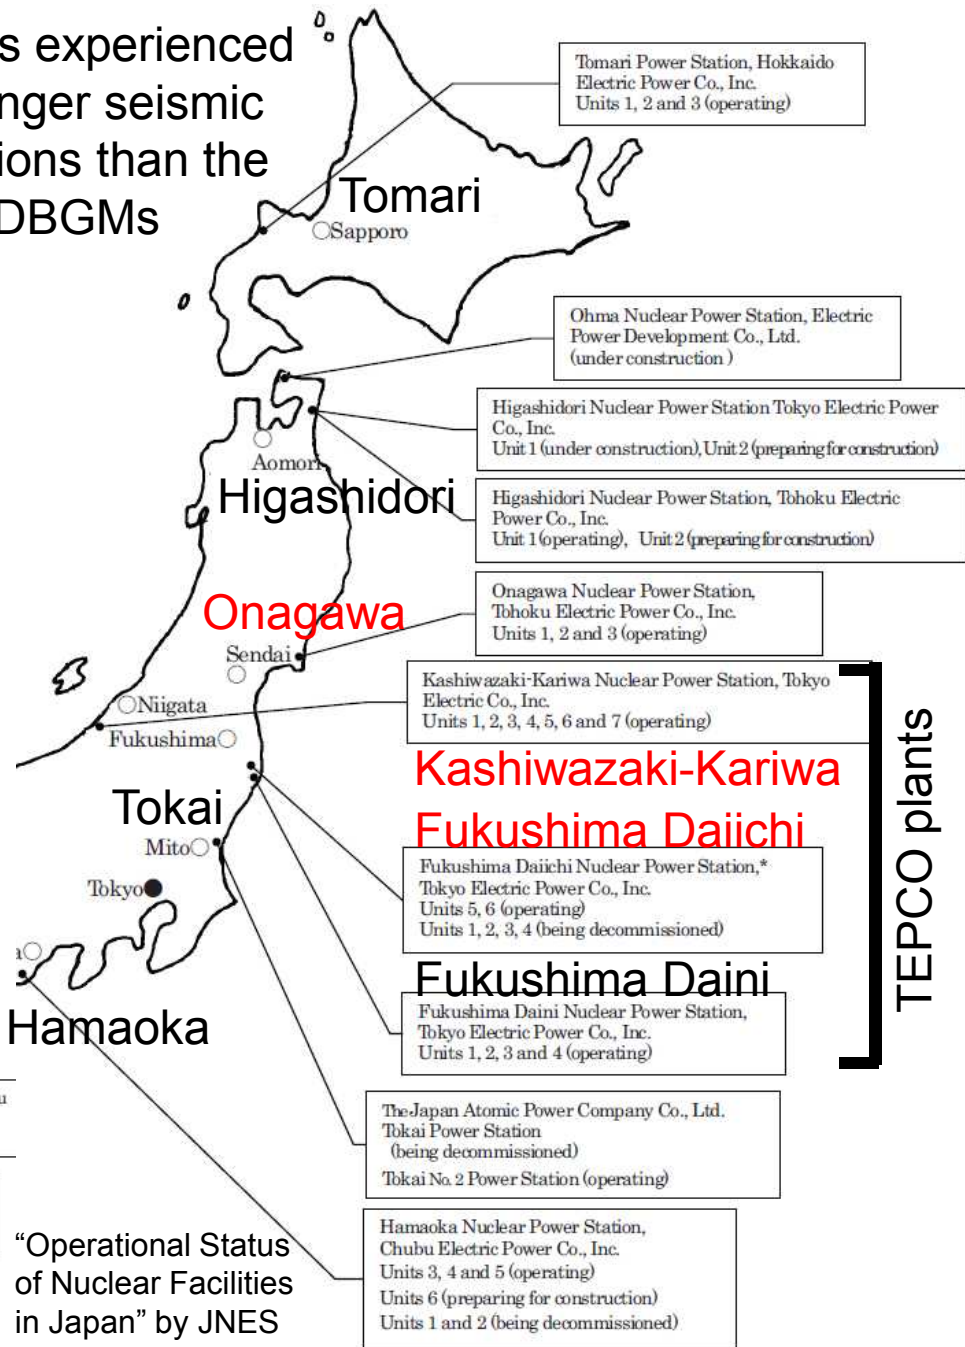 s experienced
nger seismic
ions than the
DBGMs
Tomari Power Station, Hokkaido
Electric Power Co., Inc.
Units 1, 2 and 3 (operating)
Tomari
Sapporo
Ohma Nuclear Power Station, Electric
Power Development Co., Ltd.
(under construction )
Higashidori Nuclear Power Station Tokyo Electric Power
Co., Inc.
Unit 1 (under construction), Unit 2 (preparing for construction)
Aomori
Higashidori
Higashidori Nuclear Power Station, Tohoku Electric
Power Co., Inc.
Unit 1 (operating), Unit 2 (preparing for construction)
Onagawa
Onagawa Nuclear Power Station,
Tohoku Electric Power Co., Inc.
Units 1, 2 and 3 (operating)
Sendai
Kashiwazaki-Kariwa Nuclear Power Station, Tokyo
Electric Co., Inc.
Units 1, 2, 3, 4, 5, 6 and 7 (operating)
Niigata
Fukushima
Kashiwazaki-Kariwa
TEPCO plants
Tokai
Fukushima Daiichi
Mito
Fukushima Daiichi Nuclear Power Station,*
Tokyo Electric Power Co., Inc.
Units 5, 6 (operating)
Units 1, 2, 3, 4 (being decommissioned)
Tokyo
a
Fukushima Daini
Fukushima Daini Nuclear Power Station,
Tokyo Electric Power Co., Inc.
Units 1, 2, 3 and 4 (operating)
Hamaoka
u
The Japan Atomic Power Company Co., Ltd.
Tokai Power Station
(being decommissioned)
Tokai No. 2 Power Station (operating)
Hamaoka Nuclear Power Station,
Chubu Electric Power Co., Inc.
Units 3, 4 and 5 (operating)
Units 6 (preparing for construction)
Units 1 and 2 (being decommissioned)
“Operational Status
of Nuclear Facilities
in Japan” by JNES